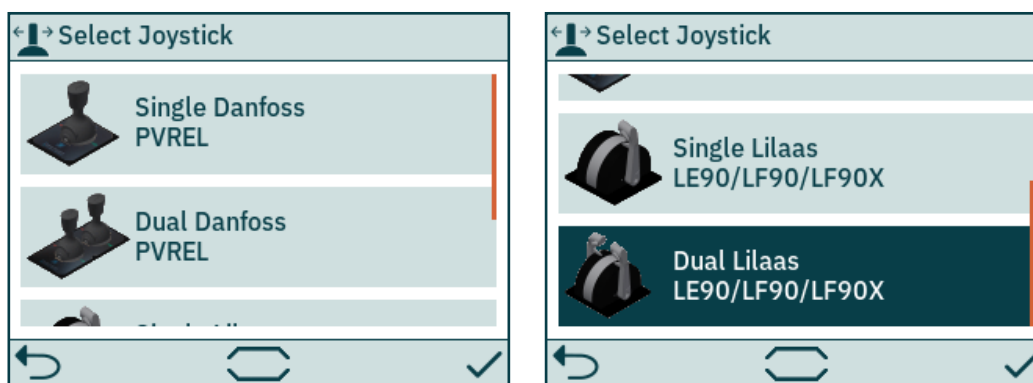 Select Joystick
Single Danfoss
PVREL
Dual Danfoss
PVREL
Select Joystick
Single Lilaas
LE90/LF90/LF90X
Dual Lilaas
LE90/LF90/LF90X